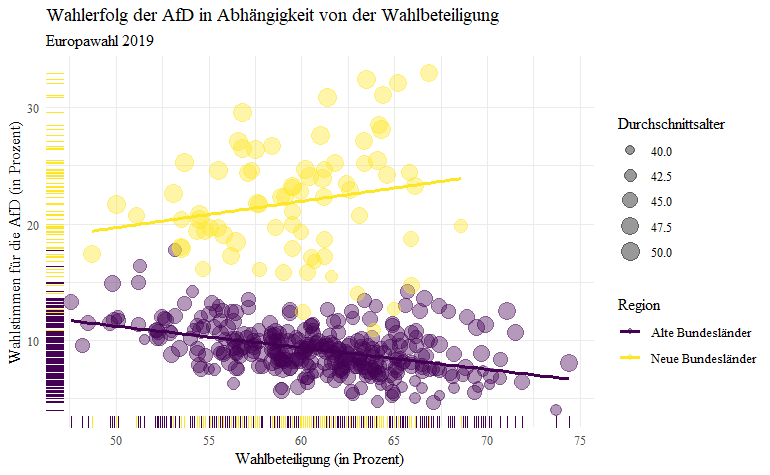 Wahlerfolg der AfD in Abhängigkeit von der Wahlbeteiligung
Europawahl 2019
Wahlstimmen für die AfD (in Prozent)
30
20
10
50
55
60
65
70
75
Wahlbeteiligung (in Prozent)
Durchschnittsalter
40.0
42.5
45.0
47.5
50.0
Region
Alte Bundesländer
Neue Bundesländer